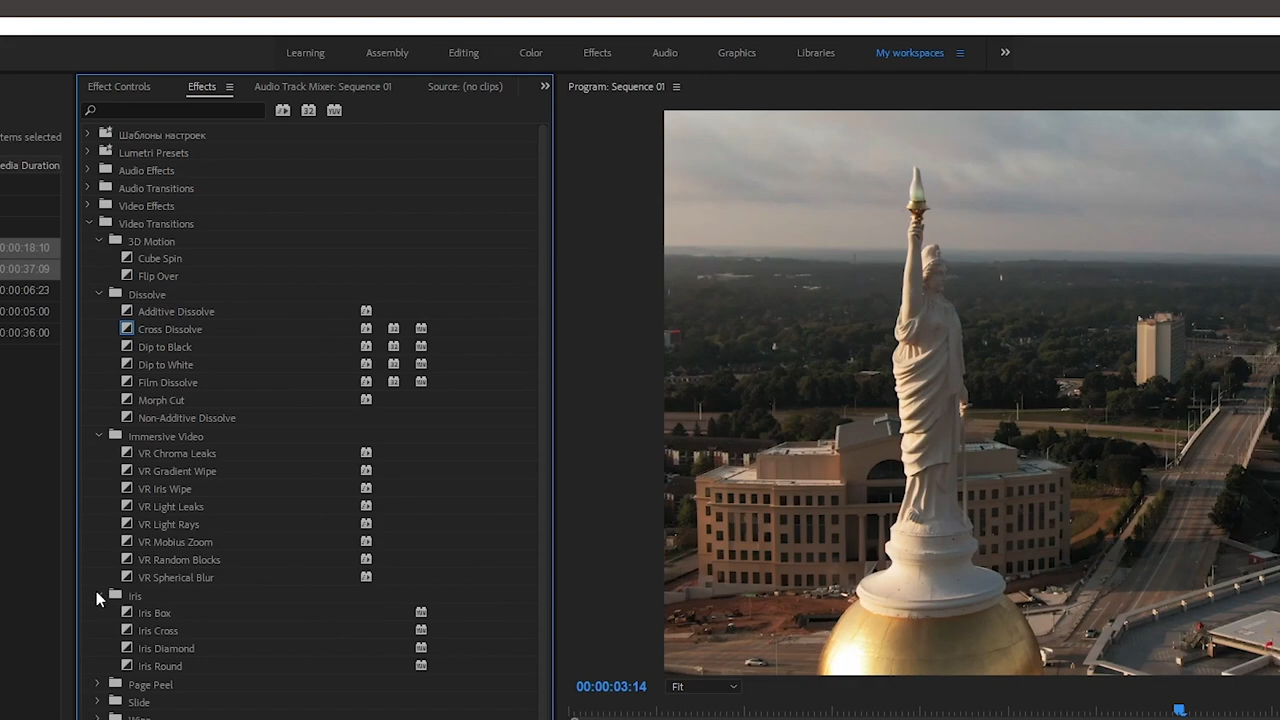 Learning Assembly Editing Color Effects Audio Graphics Libraries My workspaces
Effect Controls Effects Audio Track Mixer: Sequence 01 Source: (no clips) Program: Sequence 01
32 YUV
tems selected
Шаблоны настроек
Lumetri Presets
edia Duration
Audio Effects
Audio Transitions
Video Effects
Video Transitions
3D Motion
0:00:18:10
Cube Spin
0:00:37:09
Flip Over
0:00:06:23
Dissolve
0:00:05:00
Additive Dissolve
0:00:36:00
Cross Dissolve
Dip to Black
Dip to White
Film Dissolve
Morph Cut
Non-Additive Dissolve
Immersive Video
VR Chroma Leaks
VR Gradient Wipe
VR Iris Wipe
VR Light Leaks
VR Light Rays
VR Mobius Zoom
VR Random Blocks
VR Spherical Blur
Iris
Iris Box
Iris Cross
Iris Diamond
Iris Round
Page Peel
00:00:03:14 Fit
Slide
Wipe